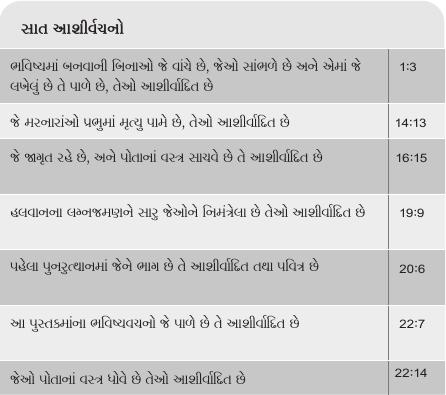 સાત આશીર્વચનો
ભવિષ્યમાં બનવાની બિનાઓ જે વાંચે છે, જેઓ સાંભળે છે અને એમાં જે 1:3
લખેલું છે તે પાળે છે, તેઓ આશીર્વાદિત છે
જે મરનારાંઓ પ્રભુમાં મૃત્યુ પામે છે, તેઓ આશીર્વાદિત છે 14:13
જે જાગૃત રહે છે, અને પોતાનાં વસ્ત્ર સાચવે છે તે આશીર્વાદિત છે 16:15
હલવાનના લગ્નજમણને સારુ જેઓને નિમંત્રેલા છે તેઓ આશીર્વાદિત છે 19:9
પહેલા પુનરુત્થાનમાં જેને ભાગ છે તે આશીર્વાદિત તથા પવિત્ર છે 20:6
આ પુસ્તકમાંના ભવિષ્યવચનો જે પાળે છે તે આશીર્વાદિત છે 22:7
જેઓ પોતાનાં વસ્ત્ર ધોવે છે તેઓ આશીર્વાદિત છે 22:14